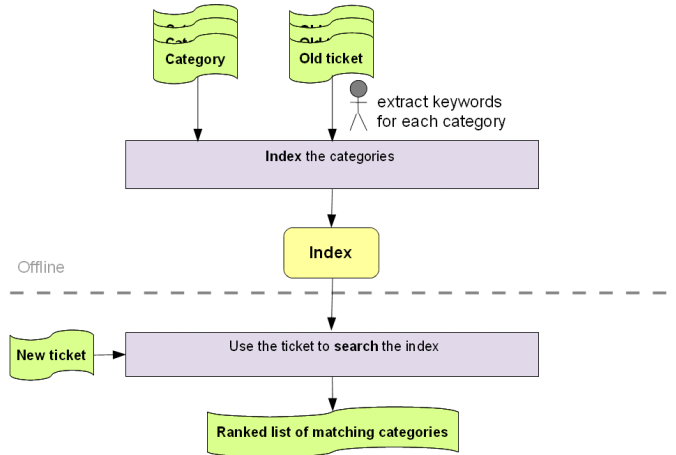 Category
Old ticket
extract keywords
for each category
Index the categories
Index
Offline
New ticket
Use the ticket to search the index
Ranked list of matching categories